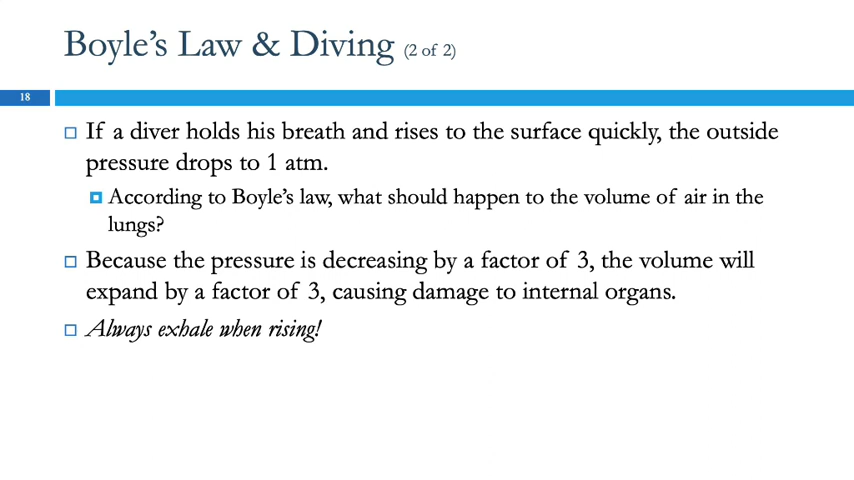 Boyle's Law & Diving (2 of 2)
18
If a diver holds his breath and rises to the surface quickly, the outside
pressure drops to 1 atm.
According to Boyle's law, what should happen to the volume of air in the
lungs?
Because the pressure is decreasing by a factor of 3, the volume will
expand by a factor of 3, causing damage to internal organs.
Always exhale when rising!